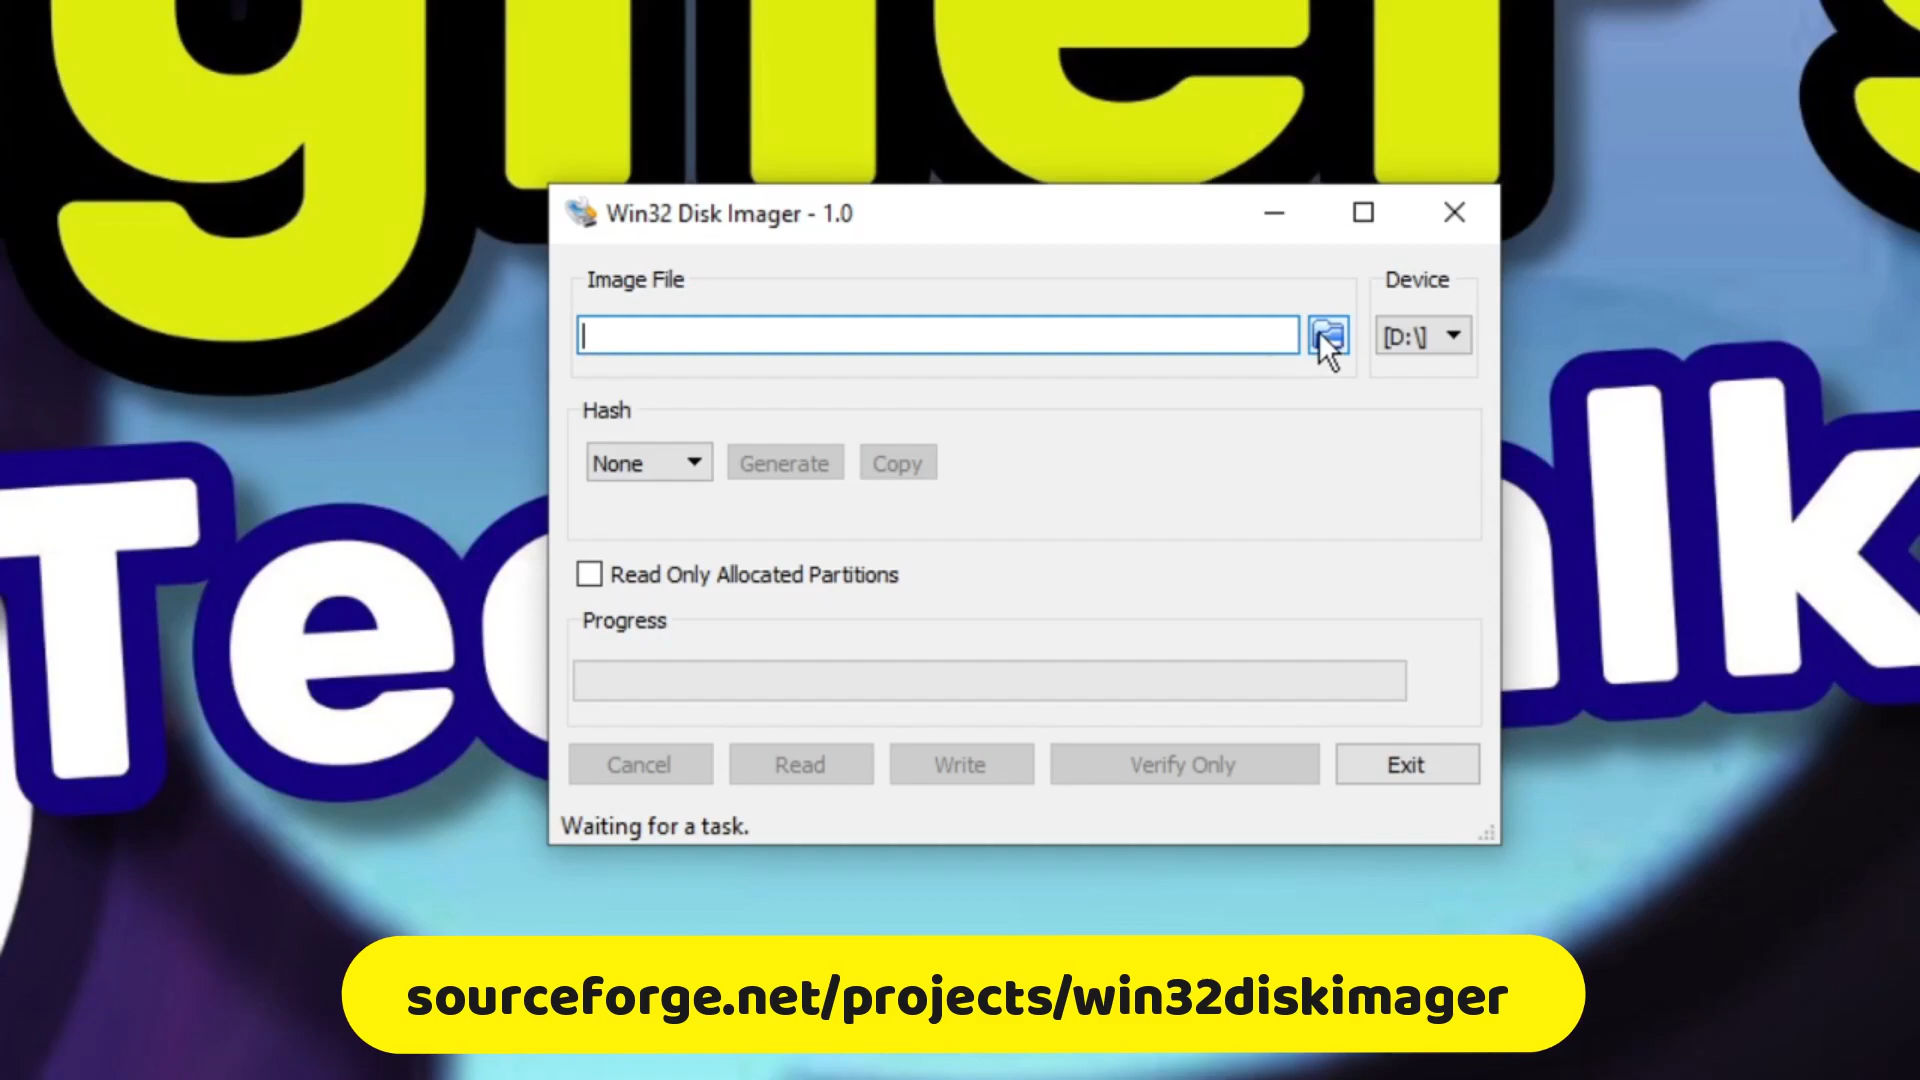 Win32 Disk Imager - 1.0
Image File
Device
[D:\]
Hash
None
Generate
Copy
Read Only Allocated Partitions
Progress
Cancel
Read
Write
Verify Only
Exit
Waiting for a task.
sourceforge.net/projects/win32diskimager